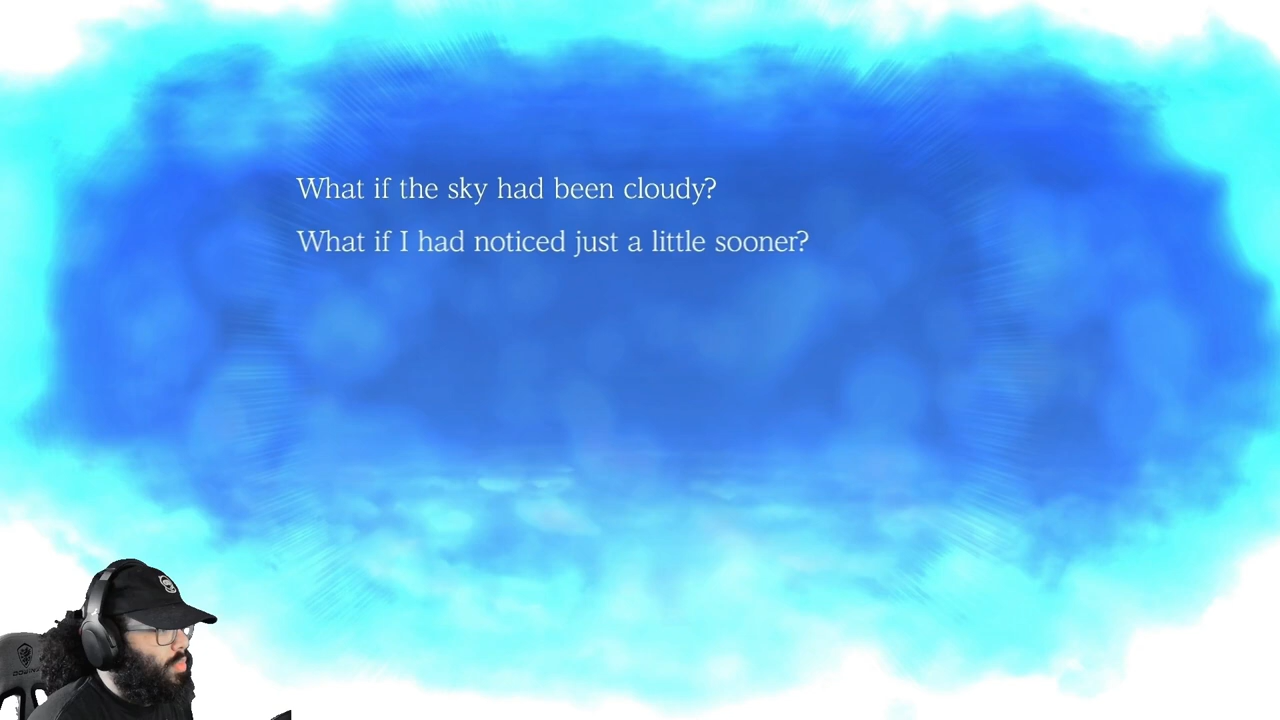 What if the sky had been cloudy?
What if I had noticed just a little sooner?